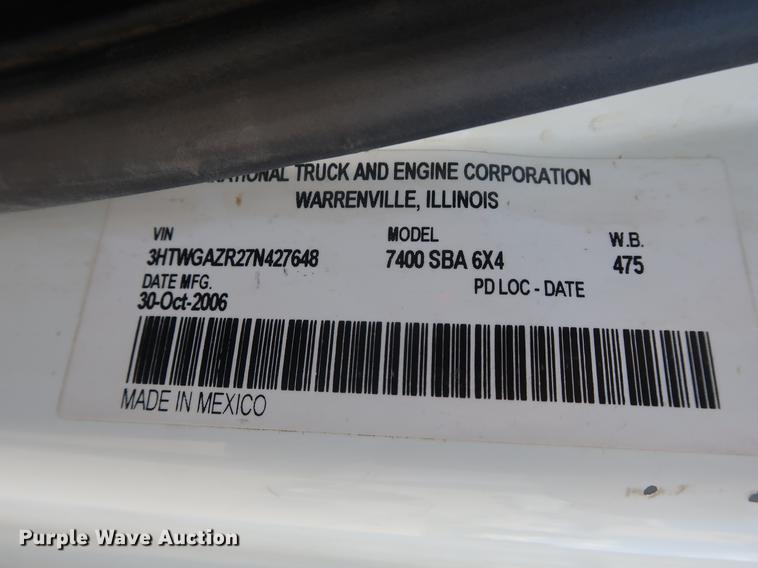 TRUCK AND ENGINE CORPORATION
WARRENVILLE, ILLINOIS
VIN MODEL W.B.
3HTWGAZR27N427648 7400 SBA 6X4 475
DATE MFG. PD LOC - DATE
30-Oct-2006
MADE IN MEXICO
Purple Wave Auction